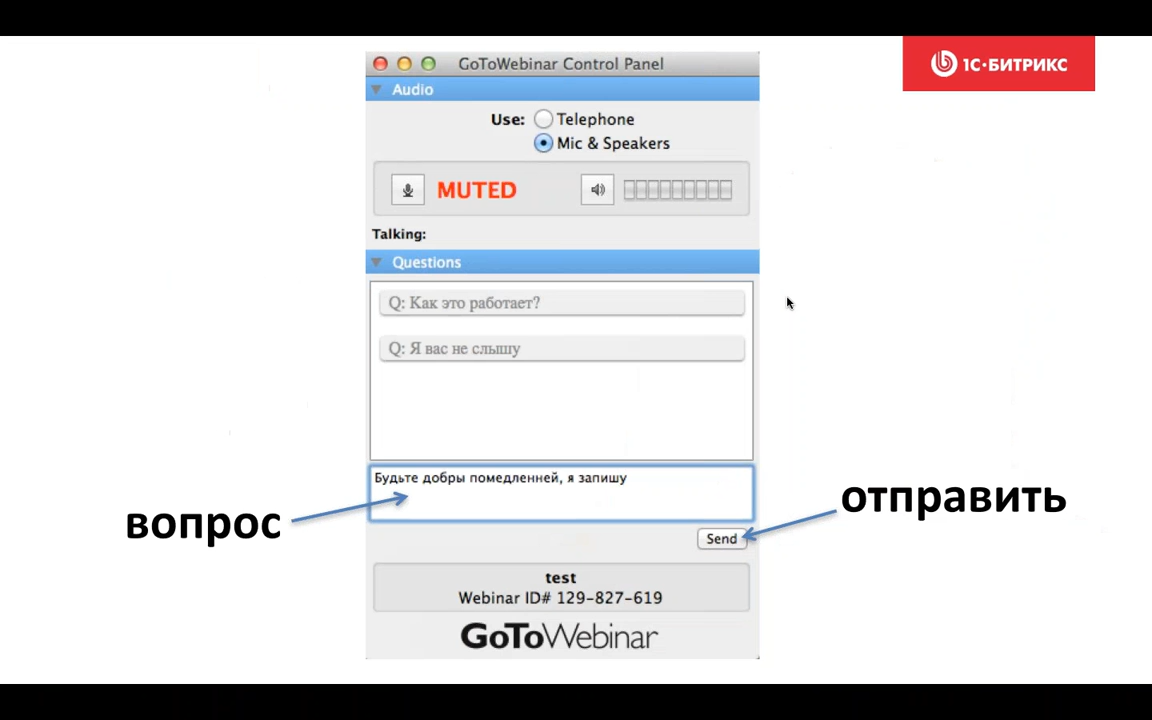 GoToWebinar Control Panel
1С·БИТРИКС
Audio
Use: Telephone
Mic & Speakers
MUTED
Talking:
Questions
Q: Как это работает?
Q: Я вас не слышу
Будьте добры помедленней, я запишу
вопрос
отправить
Send
test
Webinar ID# 129-827-619
GoToWebinar